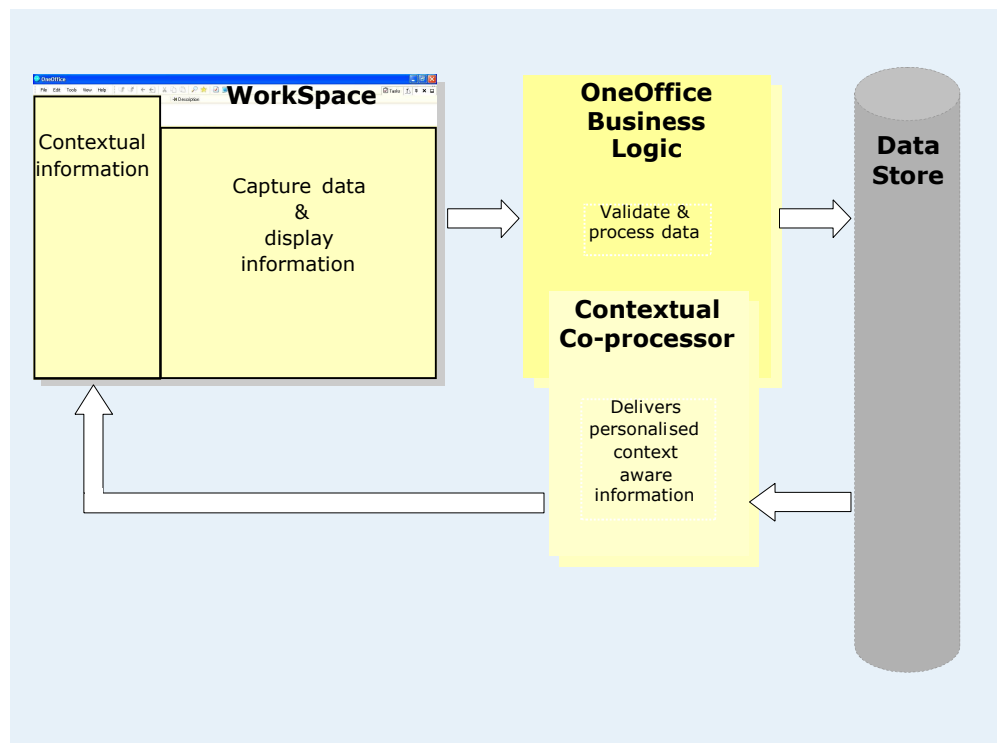 OneOffice
File Edit Tools View Help
Tasks
WorkSpace
Description
Contextual
information
Capture data
&
display
information
OneOffice
Business
Logic
Validate &
process data
Data
Store
Contextual
Co-processor
Delivers
personalised
context
aware
information